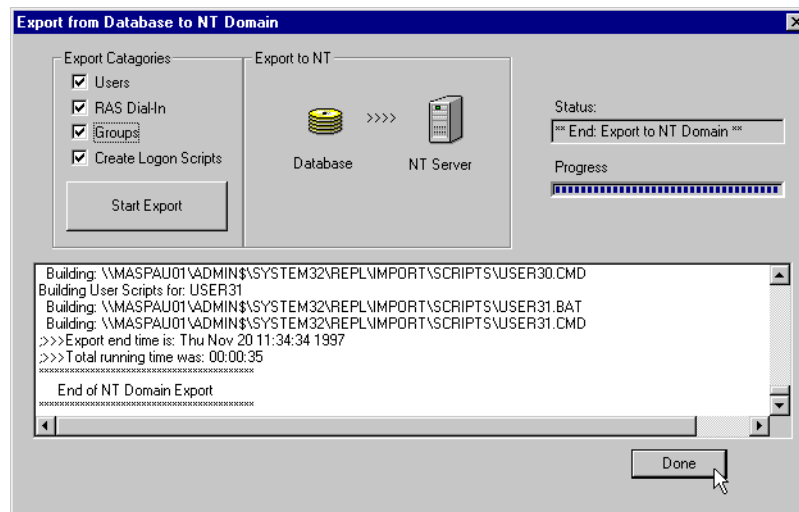 Export from Database to NT Domain
Export Catagories
Users
RAS Dial-In
Groups
Create Logon Scripts
Start Export
Export to NT
>>>>
Database
NT Server
Status:
** End: Export to NT Domain **
Progress
Building: \\MASPAU01\ADMIN$\SYSTEM32\REPL\IMPORT\SCRIPTS\USER30.CMD
Building User Scripts for: USER31
Building: \\MASPAU01\ADMIN$\SYSTEM32\REPL\IMPORT\SCRIPTS\USER31.BAT
Building: \\MASPAU01\ADMIN$\SYSTEM32\REPL\IMPORT\SCRIPTS\USER31.CMD
;>>>Export end time is: Thu Nov 20 11:34:34 1997
;>>>Total running time was: 00:00:35
******************************************
End of NT Domain Export
******************************************
Done